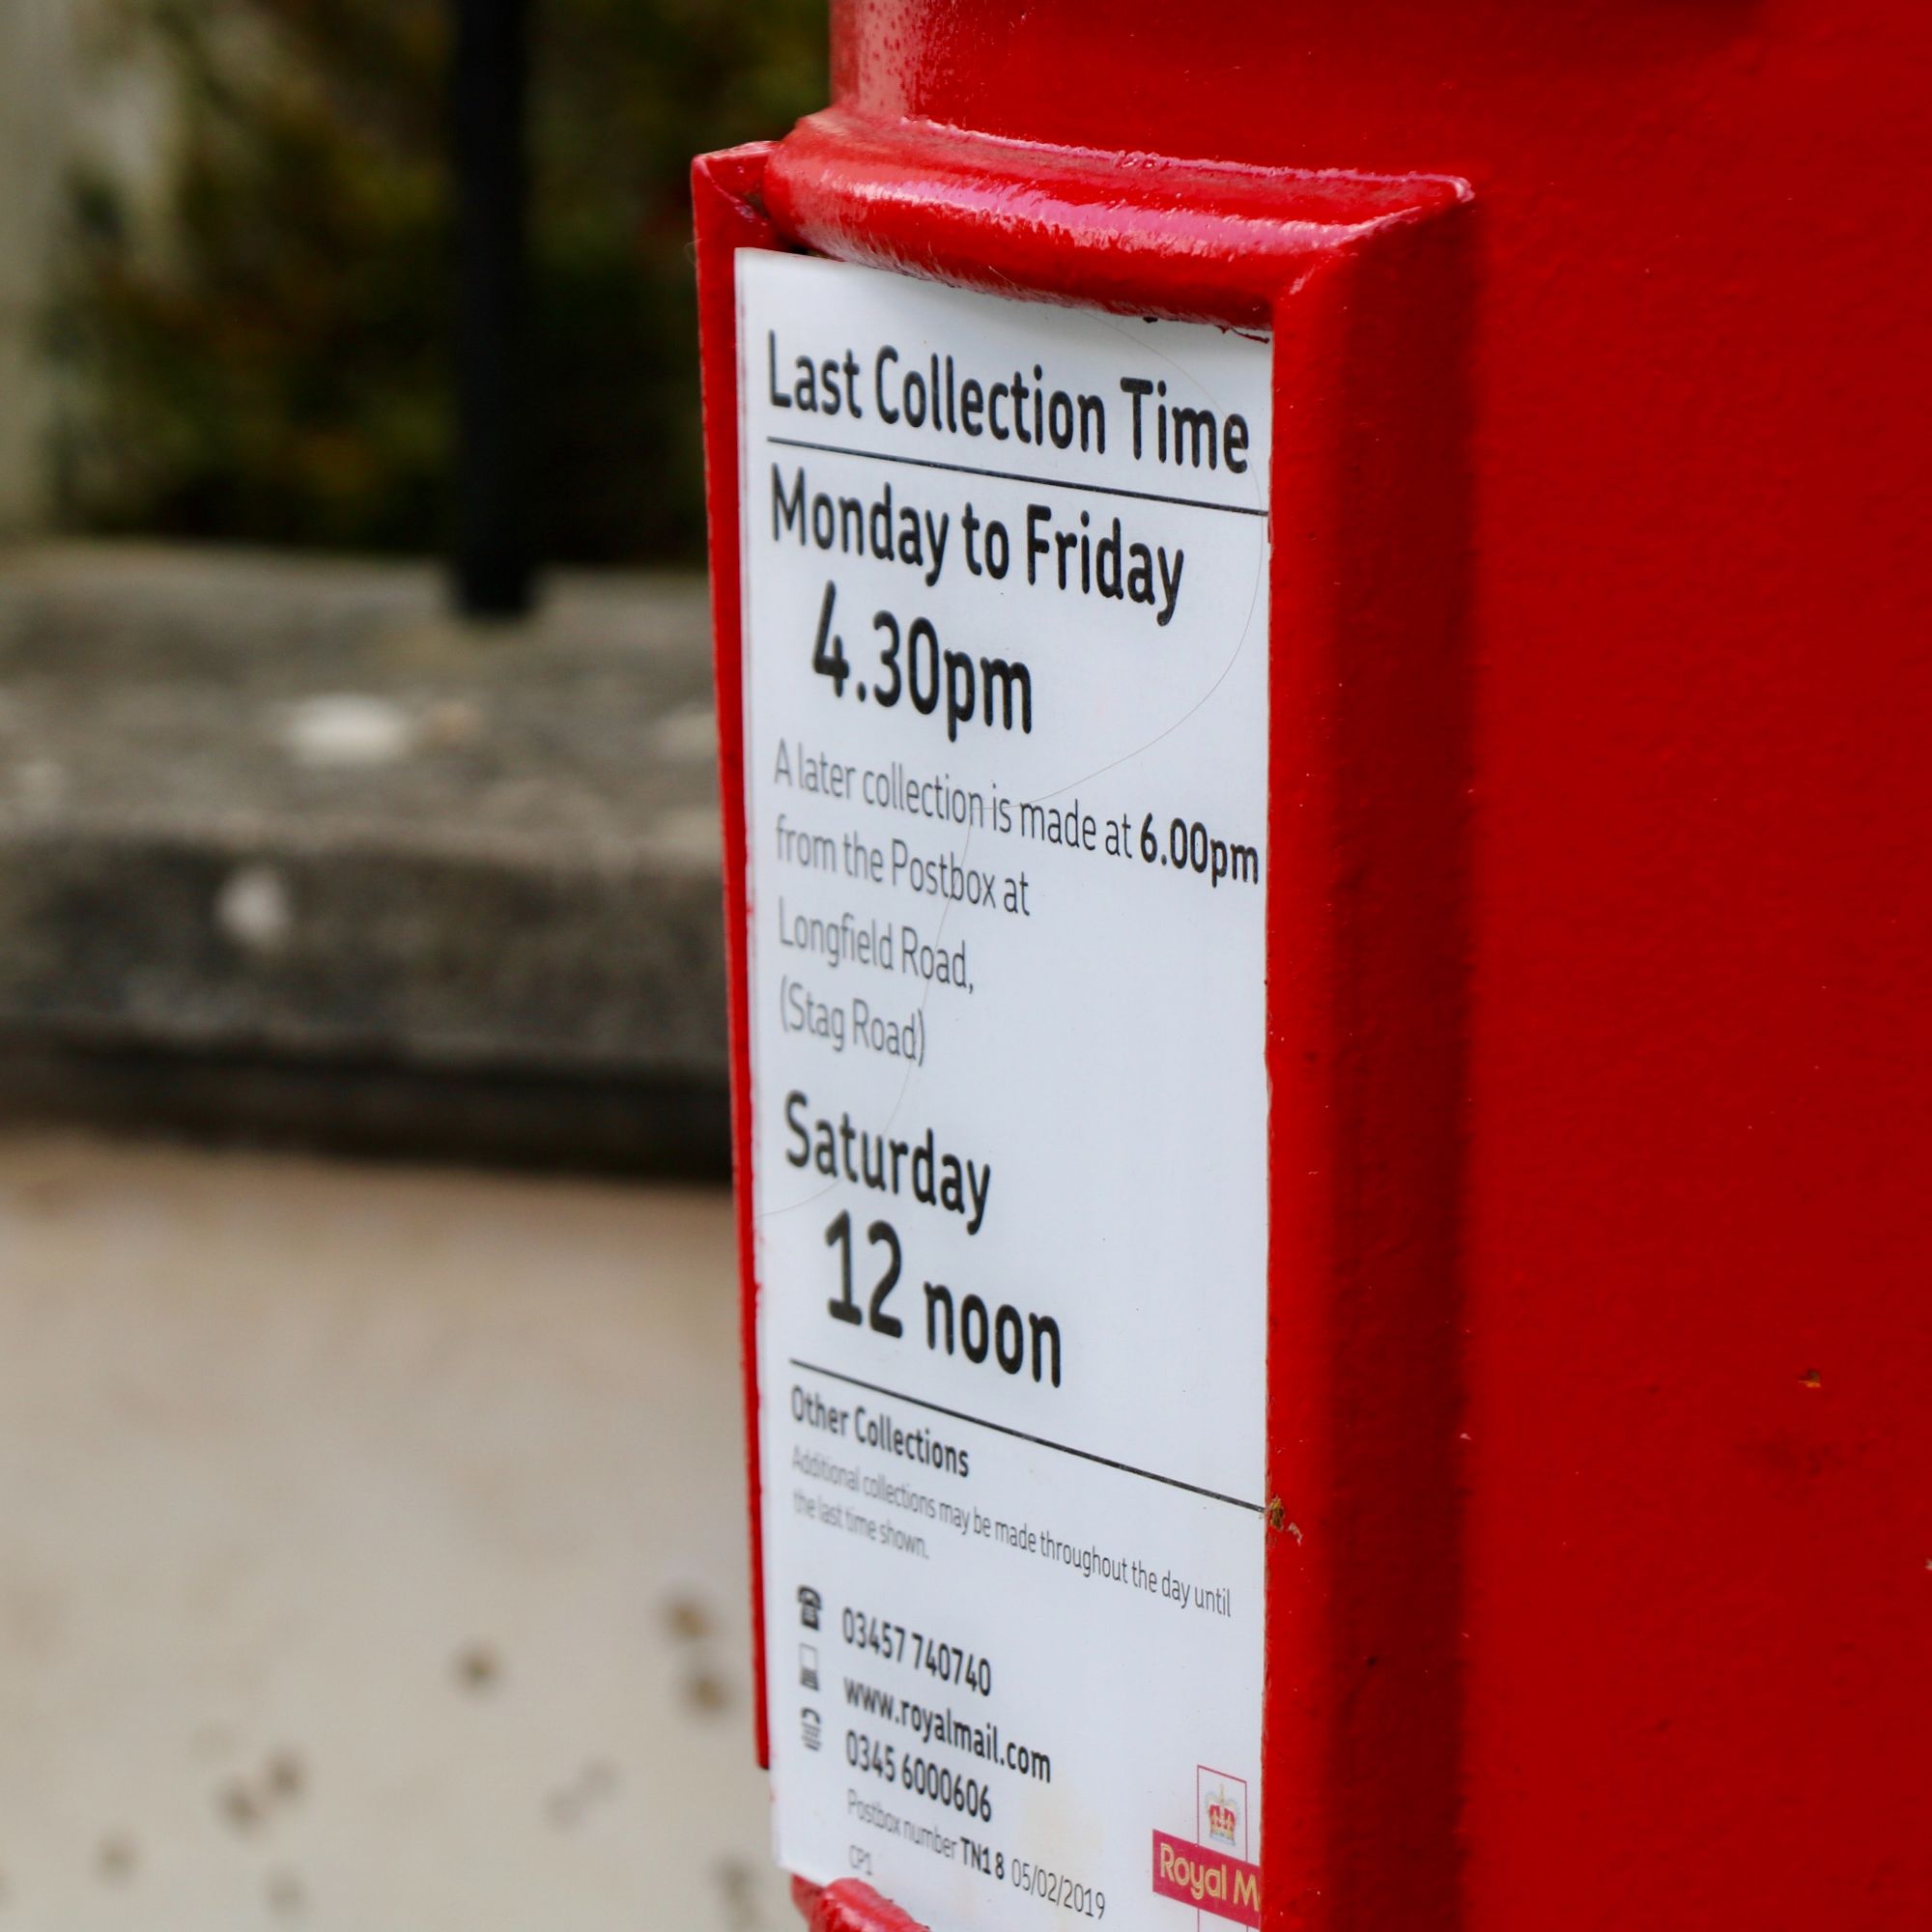 Last Collection Time
Monday to Friday
4.30pm
A later collection is made at 6.00pm
from the Postbox at
Longfield Road,
(Stag Road)
Saturday
12 noon
Other Collections
Additional collections may be made throughout the day until
the last time shown.
03457 740740
www.royalmail.com
0345 6000606
Postbox number TN1 8 05/02/2019
CP1
Royal M